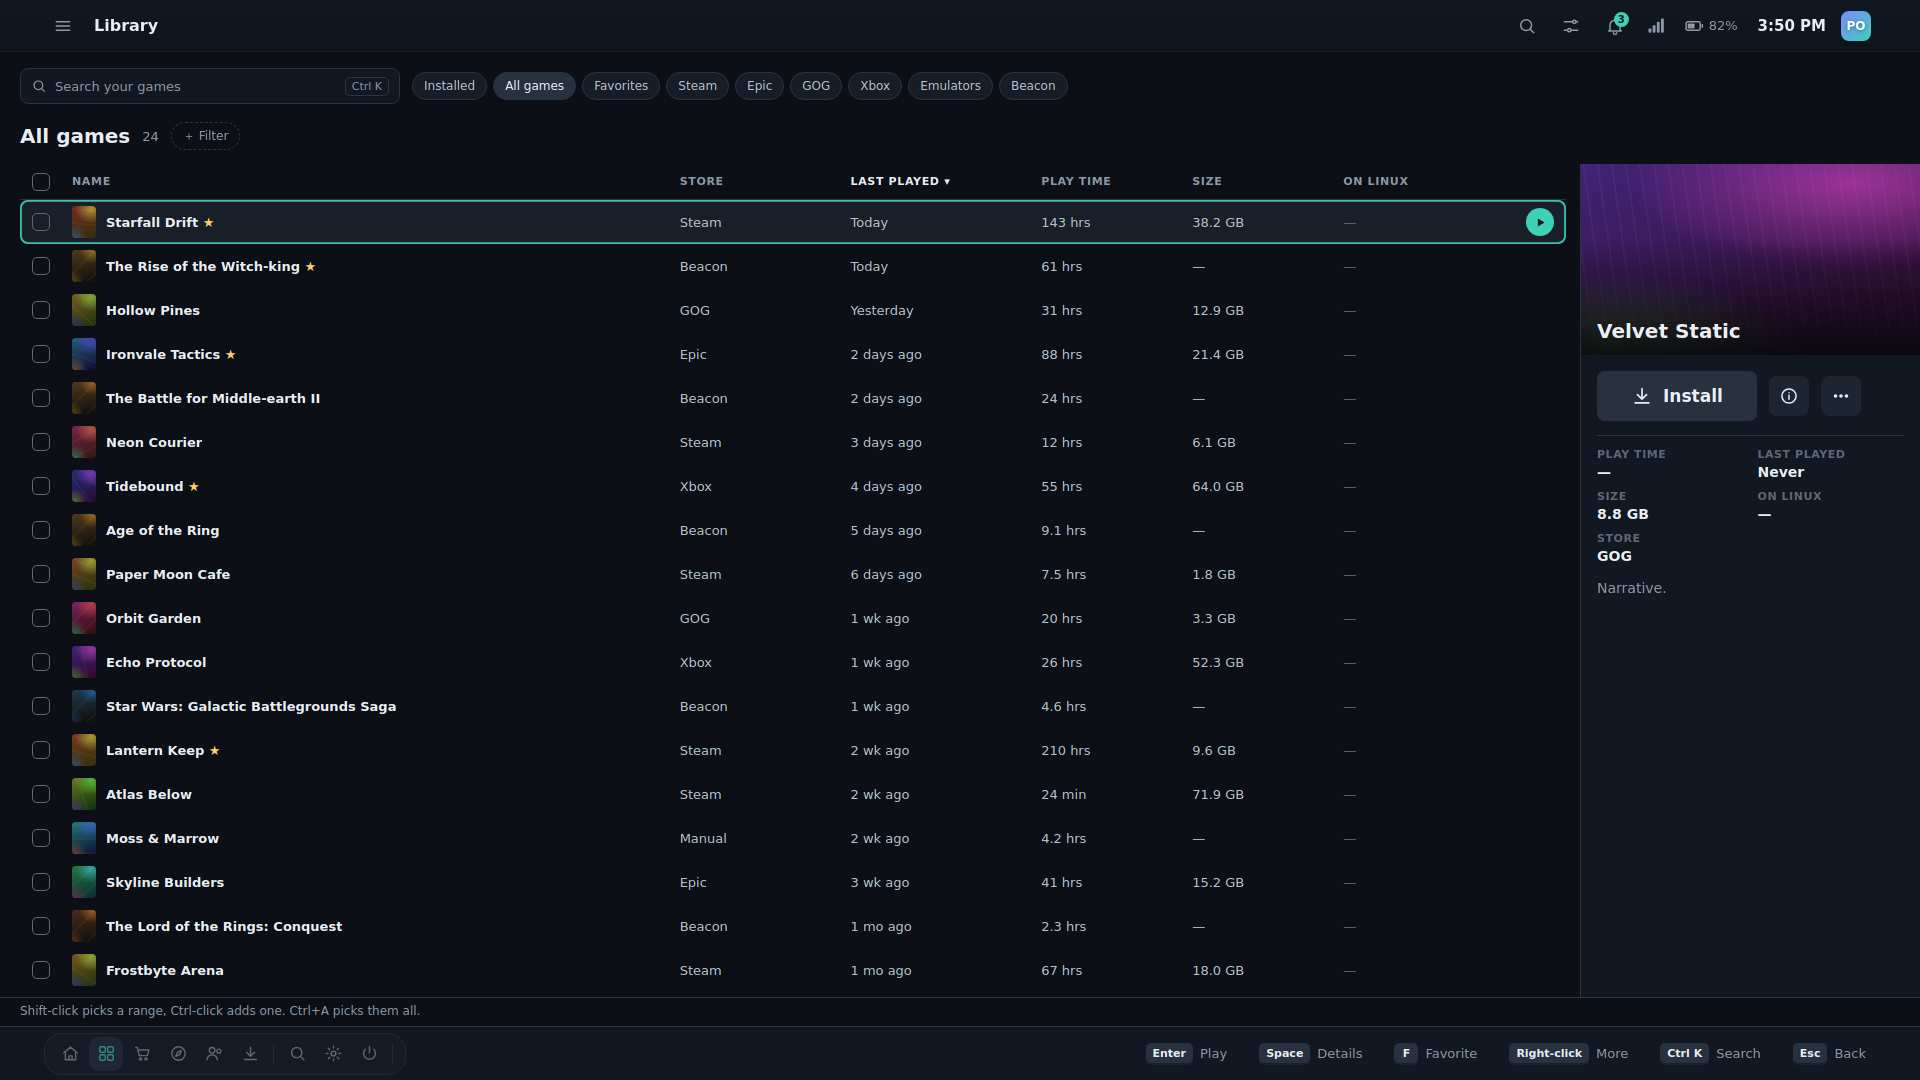 Library
3
82%
3:50 PM
PO
Search your games
Ctrl K
Installed
All games
Favorites
Steam
Epic
GOG
Xbox
Emulators
Beacon
All games 24 + Filter
NAME STORE LAST PLAYED ▾ PLAY TIME SIZE ON LINUX
Starfall Drift ★ Steam Today 143 hrs 38.2 GB —
The Rise of the Witch-king ★ Beacon Today 61 hrs — —
Hollow Pines GOG Yesterday 31 hrs 12.9 GB —
Ironvale Tactics ★ Epic 2 days ago 88 hrs 21.4 GB —
The Battle for Middle-earth II Beacon 2 days ago 24 hrs — —
Neon Courier Steam 3 days ago 12 hrs 6.1 GB —
Tidebound ★ Xbox 4 days ago 55 hrs 64.0 GB —
Age of the Ring Beacon 5 days ago 9.1 hrs — —
Paper Moon Cafe Steam 6 days ago 7.5 hrs 1.8 GB —
Orbit Garden GOG 1 wk ago 20 hrs 3.3 GB —
Echo Protocol Xbox 1 wk ago 26 hrs 52.3 GB —
Star Wars: Galactic Battlegrounds Saga Beacon 1 wk ago 4.6 hrs — —
Lantern Keep ★ Steam 2 wk ago 210 hrs 9.6 GB —
Atlas Below Steam 2 wk ago 24 min 71.9 GB —
Moss & Marrow Manual 2 wk ago 4.2 hrs — —
Skyline Builders Epic 3 wk ago 41 hrs 15.2 GB —
The Lord of the Rings: Conquest Beacon 1 mo ago 2.3 hrs — —
Frostbyte Arena Steam 1 mo ago 67 hrs 18.0 GB —
Velvet Static
Install
PLAY TIME LAST PLAYED
— Never
SIZE ON LINUX
8.8 GB —
STORE
GOG
Narrative.
Shift-click picks a range, Ctrl-click adds one. Ctrl+A picks them all.
Enter Play Space Details F Favorite Right-click More Ctrl K Search Esc Back